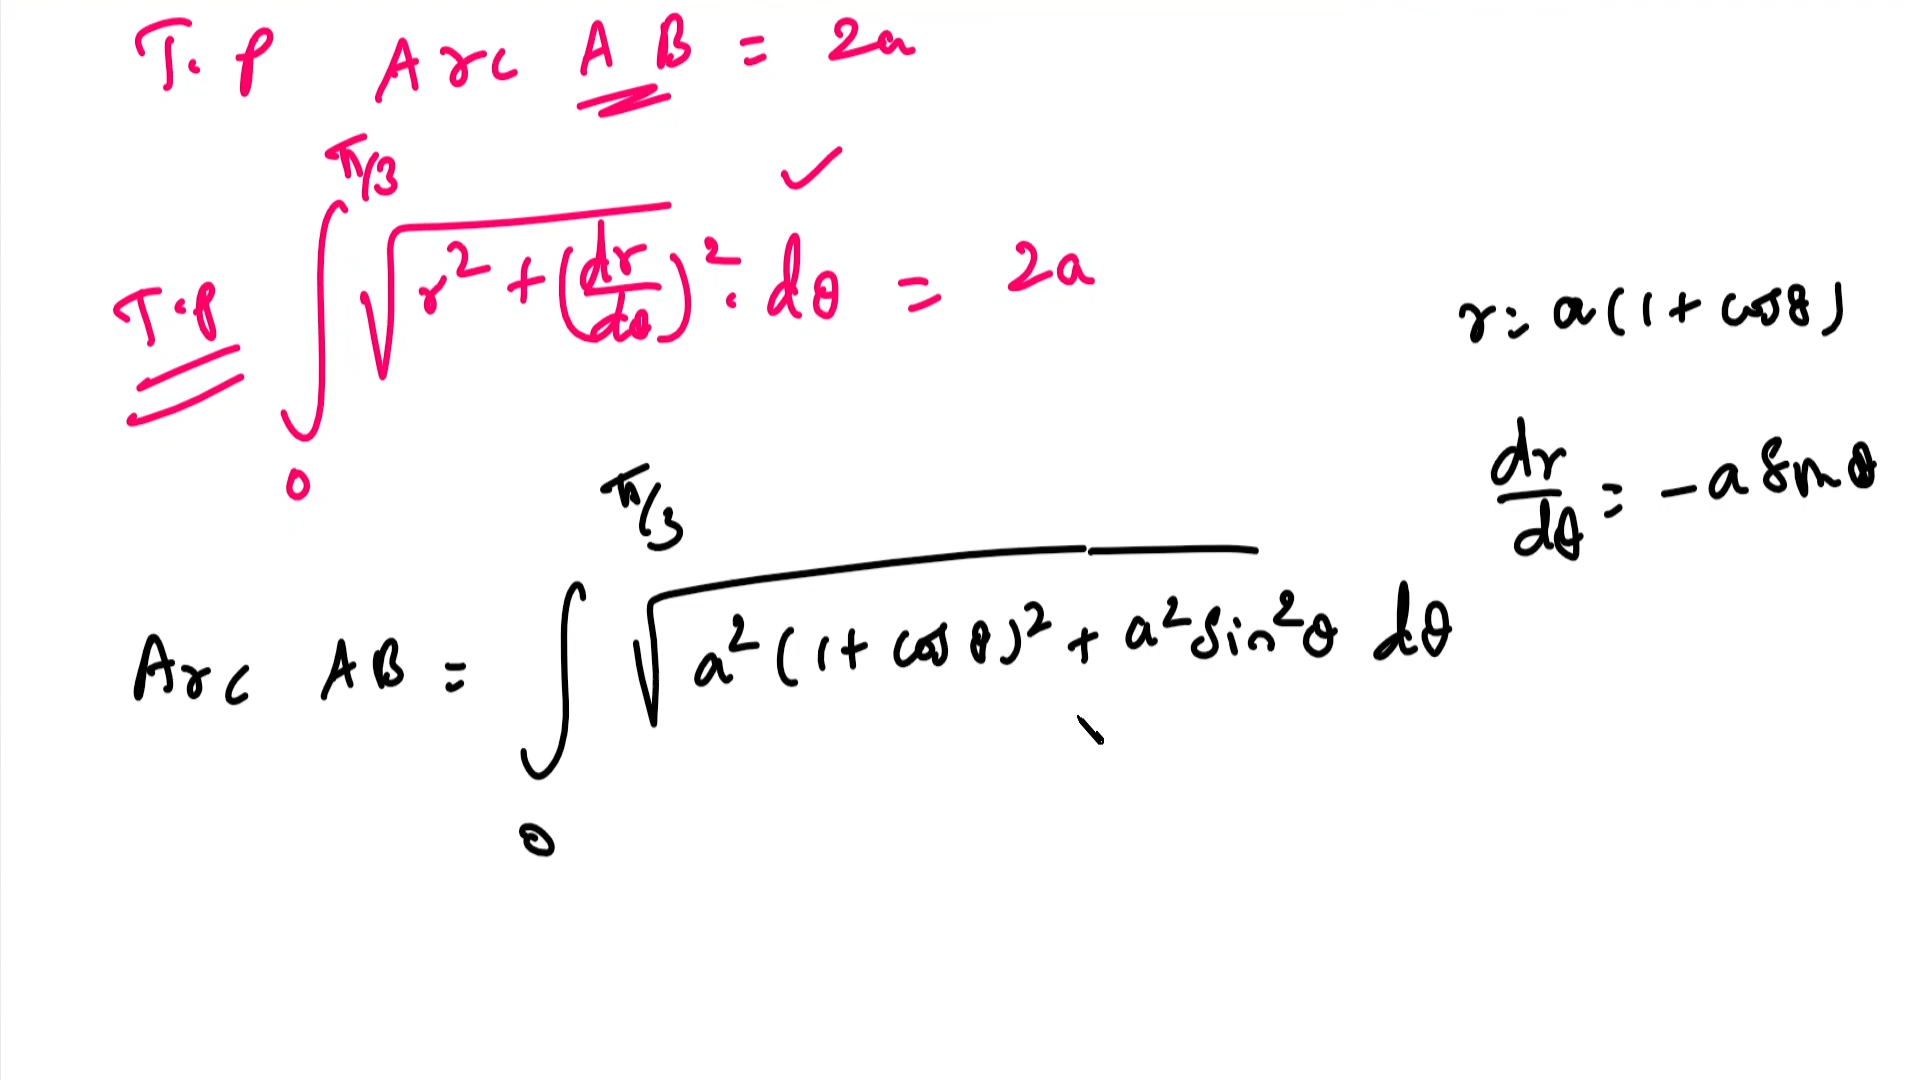 T.P Arc AB = 2a
T.P ∫₀^{π/3} √(r² + (dr/dθ)²) . dθ = 2a
r = a(1 + cosθ)
dr/dθ = -a sinθ
Arc AB = ∫₀^{π/3} √(a²(1 + cosθ)² + a² sin²θ) dθ